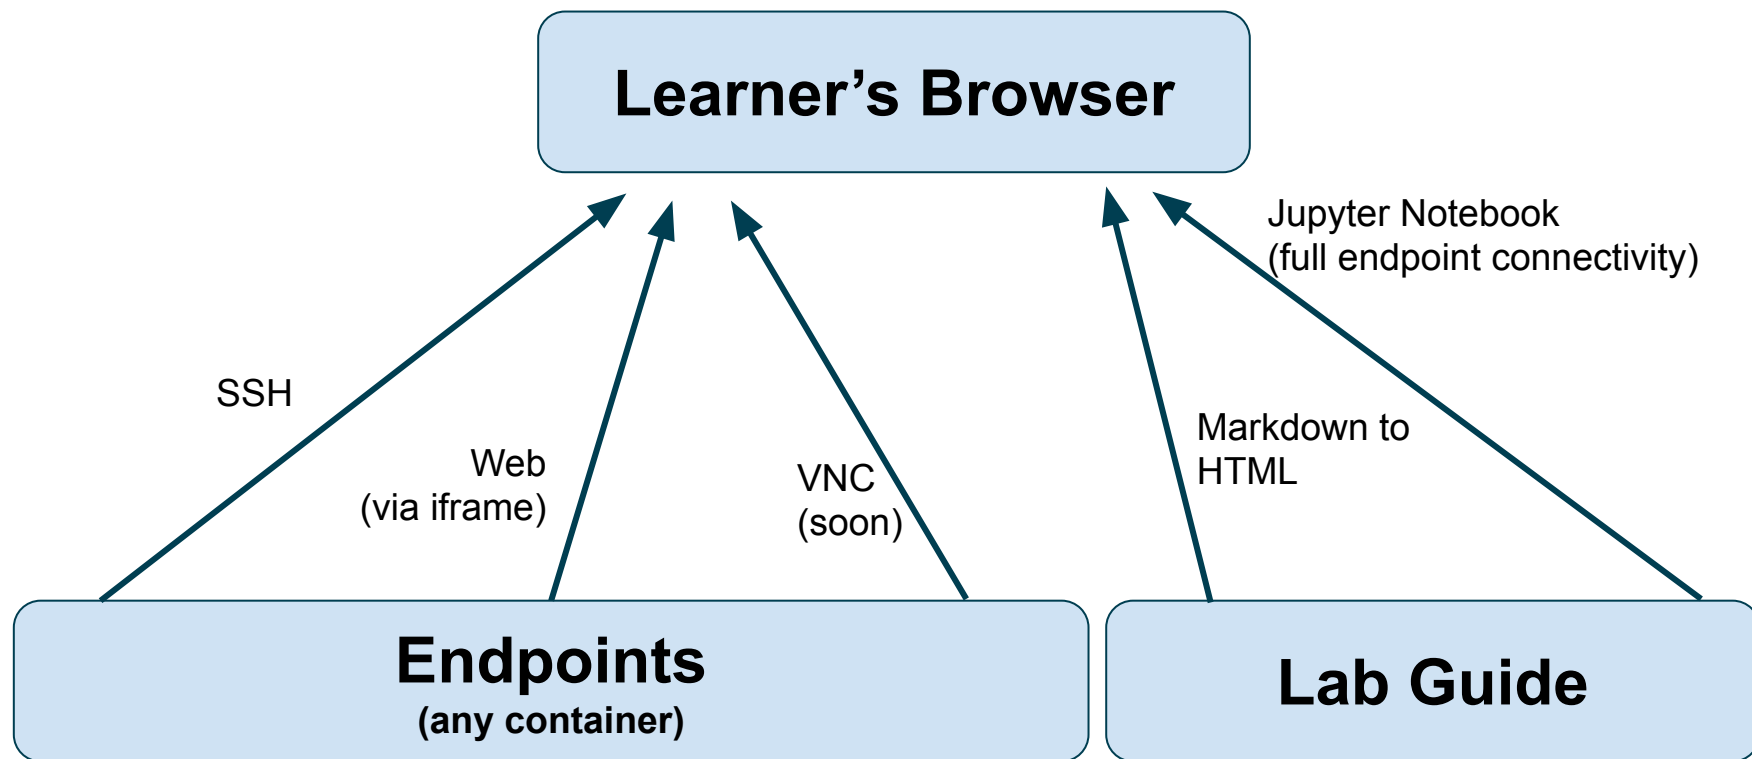 Learner’s Browser
Jupyter Notebook
(full endpoint connectivity)
SSH
Web
(via iframe)
VNC
(soon)
Markdown to
HTML
Endpoints
(any container)
Lab Guide